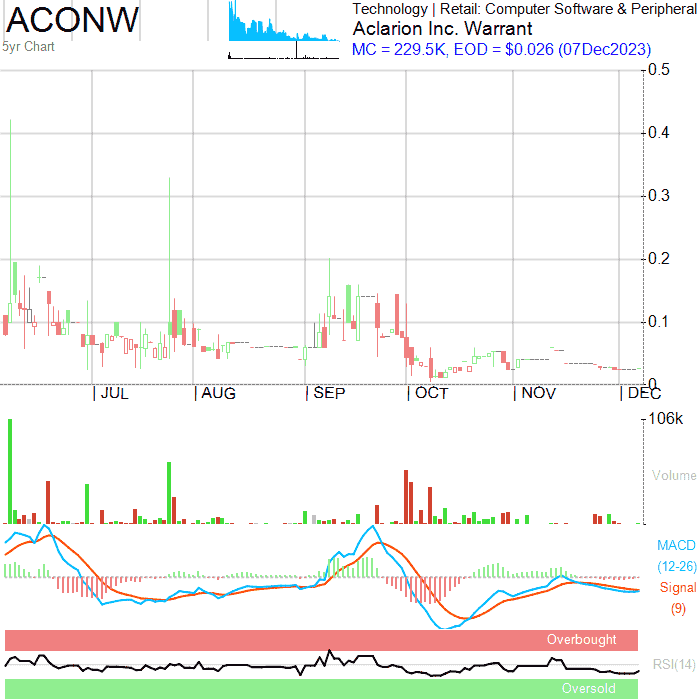 ACONW
5yr Chart
Technology | Retail: Computer Software & Peripheral
Aclarion Inc. Warrant
MC = 229.5K, EOD = $0.026 (07Dec2023)
0.5
0.4
0.3
0.2
0.1
0
JUL
AUG
SEP
OCT
NOV
DEC
106k
Volume
MACD
(12-26)
Signal
(9)
Overbought
RSI(14)
Oversold